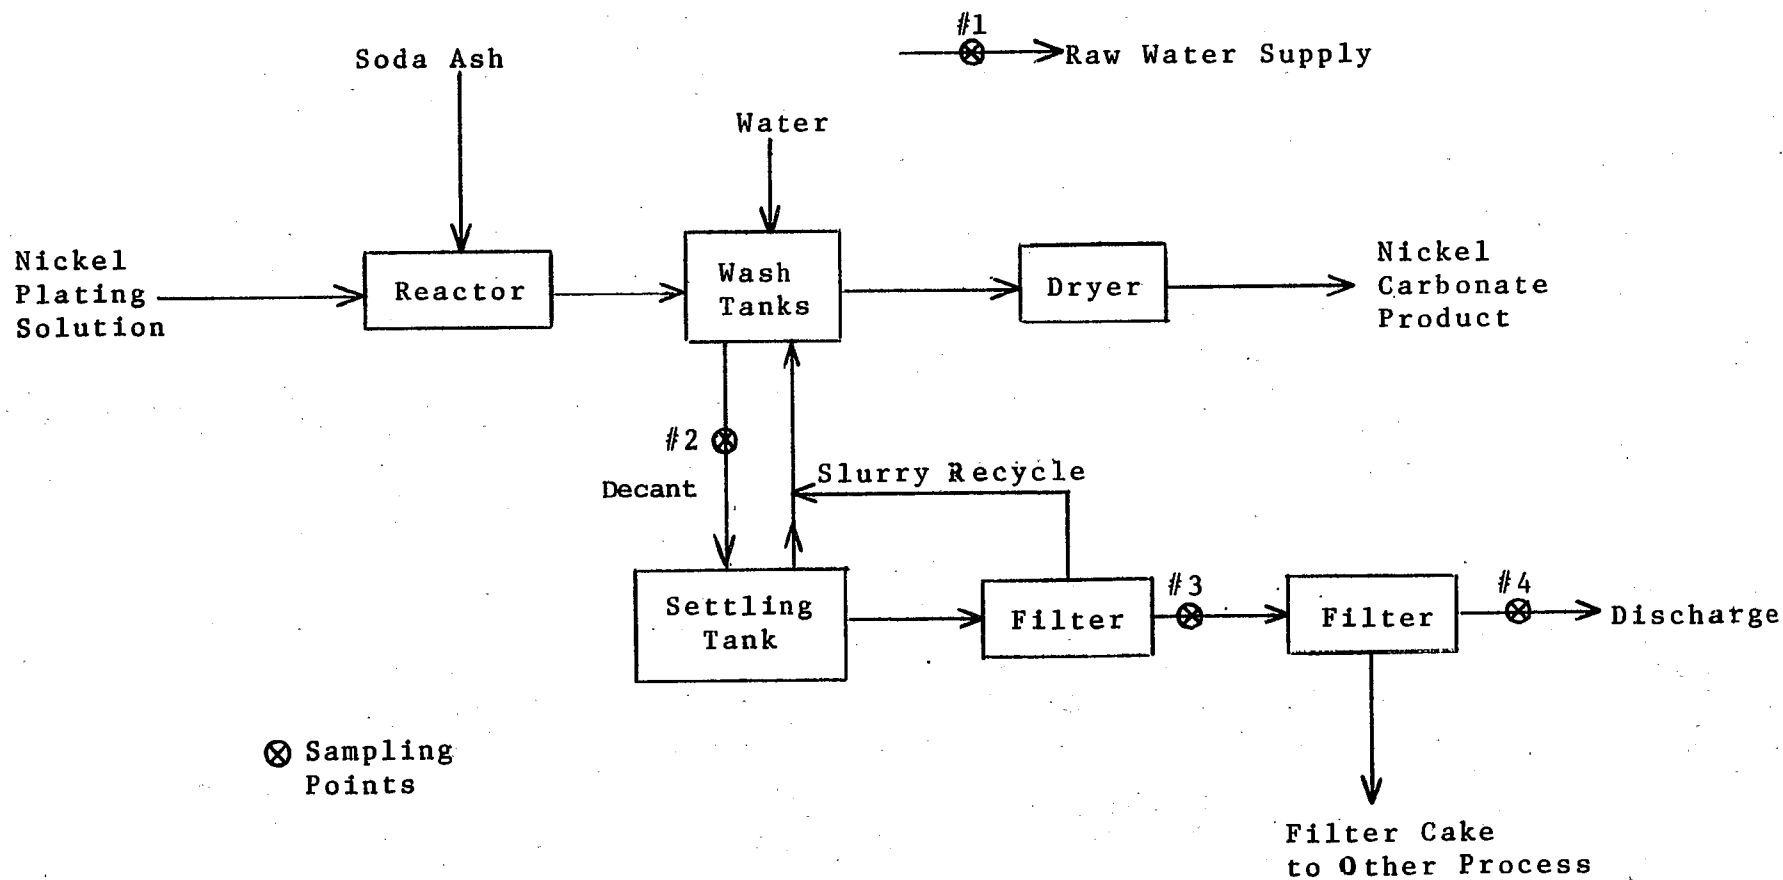 #1
Soda Ash
Raw Water Supply
Water
Nickel
Plating
Solution
Reactor
Wash
Tanks
Dryer
Nickel
Carbonate
Product
#2
Decant
Slurry Recycle
Settling
Tank
Filter
#3
Filter
#4
Discharge
Sampling
Points
Filter Cake
to Other Process